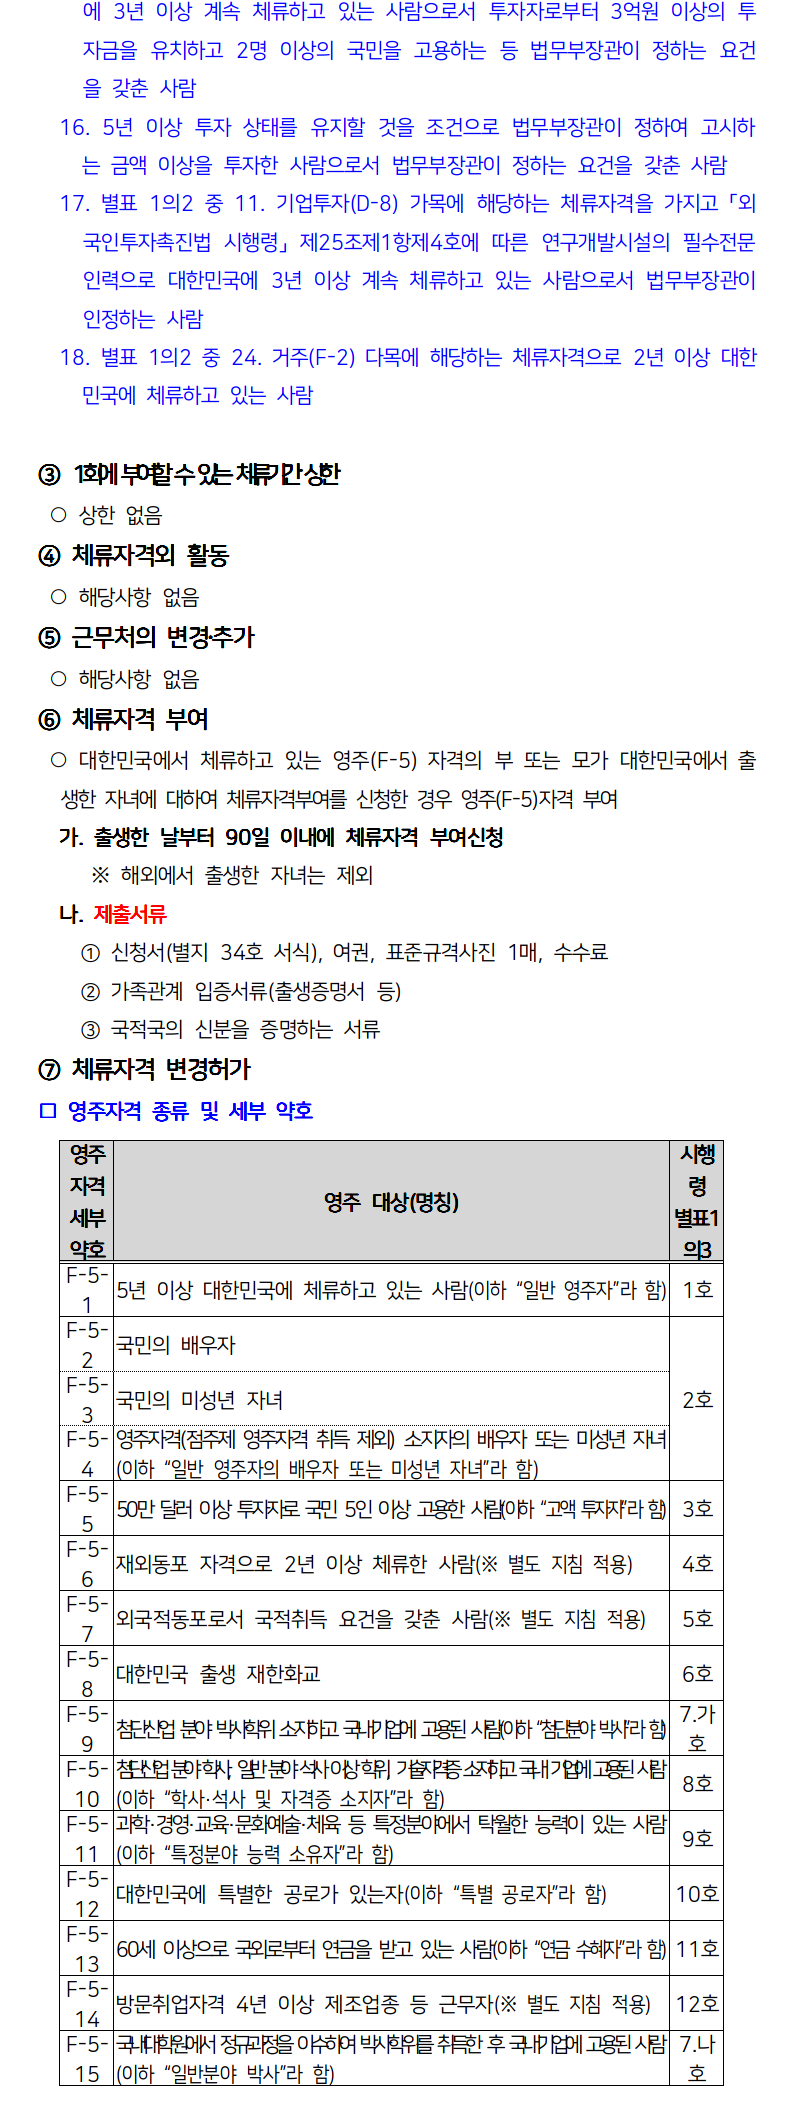 에 3년 이상 계속 체류하고 있는 사람으로서 투자자로부터 3억원 이상의 투
자금을 유치하고 2명 이상의 국민을 고용하는 등 법무부장관이 정하는 요건
을 갖춘 사람
16. 5년 이상 투자 상태를 유지할 것을 조건으로 법무부장관이 정하여 고시하
는 금액 이상을 투자한 사람으로서 법무부장관이 정하는 요건을 갖춘 사람
17. 별표 1의2 중 11. 기업투자(D-8) 가목에 해당하는 체류자격을 가지고 「외
국인투자촉진법 시행령」 제25조제1항제4호에 따른 연구개발시설의 필수전문
인력으로 대한민국에 3년 이상 계속 체류하고 있는 사람으로서 법무부장관이
인정하는 사람
18. 별표 1의2 중 24. 거주(F-2) 다목에 해당하는 체류자격으로 2년 이상 대한
민국에 체류하고 있는 사람
③ 1회에 부여할 수 있는 체류기간 상한
○ 상한 없음
④ 체류자격외 활동
○ 해당사항 없음
⑤ 근무처의 변경·추가
○ 해당사항 없음
⑥ 체류자격 부여
○ 대한민국에서 체류하고 있는 영주(F-5) 자격의 부 또는 모가 대한민국에서 출
생한 자녀에 대하여 체류자격부여를 신청한 경우 영주(F-5)자격 부여
가. 출생한 날부터 90일 이내에 체류자격 부여신청
※ 해외에서 출생한 자녀는 제외
나. 제출서류
① 신청서(별지 34호 서식), 여권, 표준규격사진 1매, 수수료
② 가족관계 입증서류(출생증명서 등)
③ 국적국의 신분을 증명하는 서류
⑦ 체류자격 변경허가
□ 영주자격 종류 및 세부 약호
영주
자격
세부
약호
영주 대상(명칭)
시행
령
별표1
의3
F-5-
1
5년 이상 대한민국에 체류하고 있는 사람(이하 “일반 영주자”라 함)
1호
F-5-
2
국민의 배우자
F-5-
3
국민의 미성년 자녀
2호
F-5-
4
영주자격(점주제 영주자격 취득 제외) 소지자의 배우자 또는 미성년 자녀
(이하 “일반 영주자의 배우자 또는 미성년 자녀”라 함)
F-5-
5
50만 달러 이상 투자자로 국민 5인 이상 고용한 사람(이하 “고액 투자자”라 함)
3호
F-5-
6
재외동포 자격으로 2년 이상 체류한 사람(※ 별도 지침 적용)
4호
F-5-
7
외국적동포로서 국적취득 요건을 갖춘 사람(※ 별도 지침 적용)
5호
F-5-
8
대한민국 출생 재한화교
6호
F-5-
9
첨단산업 분야 박사학위 소지하고 국내기업에 고용된 사람(이하 “첨단분야 박사”라 함)
7.가
호
F-5-
10
첨단산업 분야 학사, 일반 분야 석사 이상 학위, 기술자격증 소지하고 국내 기업에 고용된 사람
(이하 “학사·석사 및 자격증 소지자”라 함)
8호
F-5-
11
과학·경영·교육·문화예술·체육 등 특정분야에서 탁월한 능력이 있는 사람
(이하 “특정분야 능력 소유자”라 함)
9호
F-5-
12
대한민국에 특별한 공로가 있는자(이하 “특별 공로자”라 함)
10호
F-5-
13
60세 이상으로 국외로부터 연금을 받고 있는 사람(이하 “연금 수혜자”라 함)
11호
F-5-
14
방문취업자격 4년 이상 제조업종 등 근무자(※ 별도 지침 적용)
12호
F-5-
15
국내 대학원에서 정규과정을 이수하여 박사학위를 취득한 후 국내기업에 고용된 사람
(이하 “일반분야 박사”라 함)
7.나
호